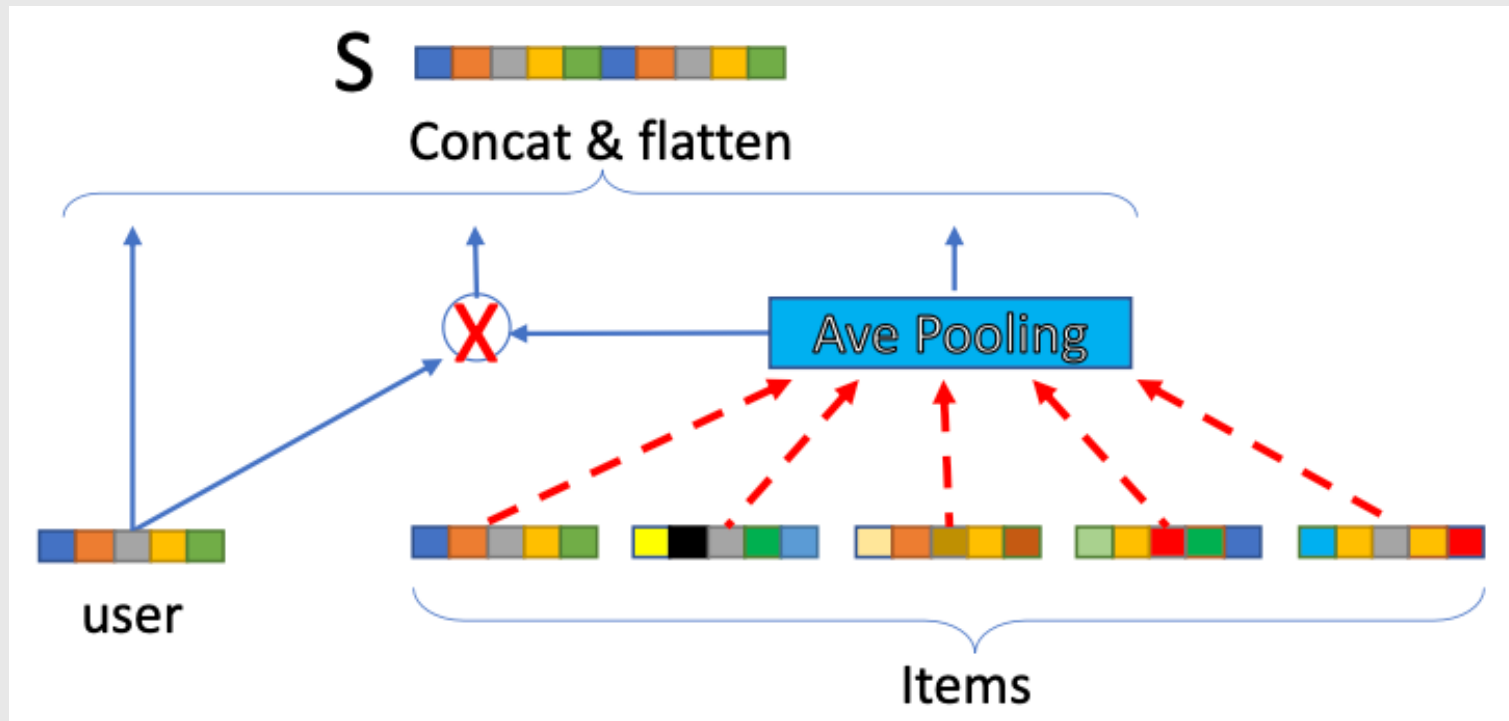 S
Concat & flatten
X
Ave Pooling
user
Items